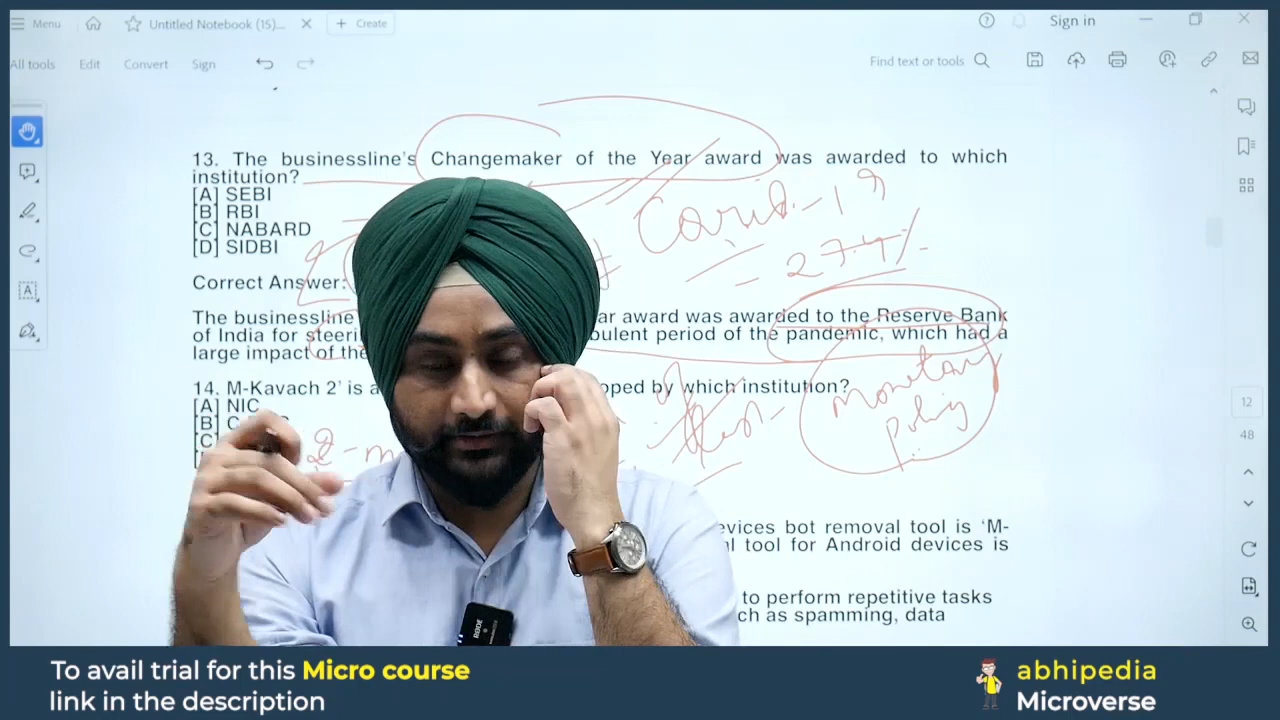 Menu
Untitled Notebook (15)...
Create
Sign in
All tools
Edit
Convert
Sign
Find text or tools
13. The businessline's Changemaker of the Year award was awarded to which
institution?
[A] SEBI
[B] RBI
[C] NABARD
[D] SIDBI
Covid-19
= 27.4%
Correct Answer:
The businessline ar award was awarded to the Reserve Bank
of India for steeri bulent period of the pandemic, which had a
large impact of the
14. M-Kavach 2' is a oped by which institution?
[A] NIC
[B] C
[C]
monetary
policy
12
48
evices bot removal tool is 'M-
l tool for Android devices is
to perform repetitive tasks
ch as spamming, data
RODE
To avail trial for this Micro course
link in the description
abhipedia
Microverse